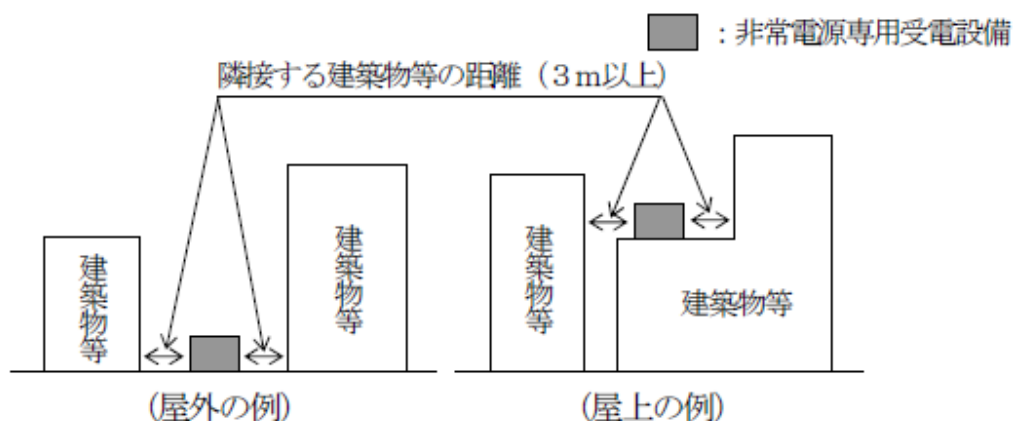 ：非常電源専用受電設備
隣接する建築物等の距離（３ｍ以上）
建築物等
建築物等
建築物等
建築物等
（屋外の例）
（屋上の例）